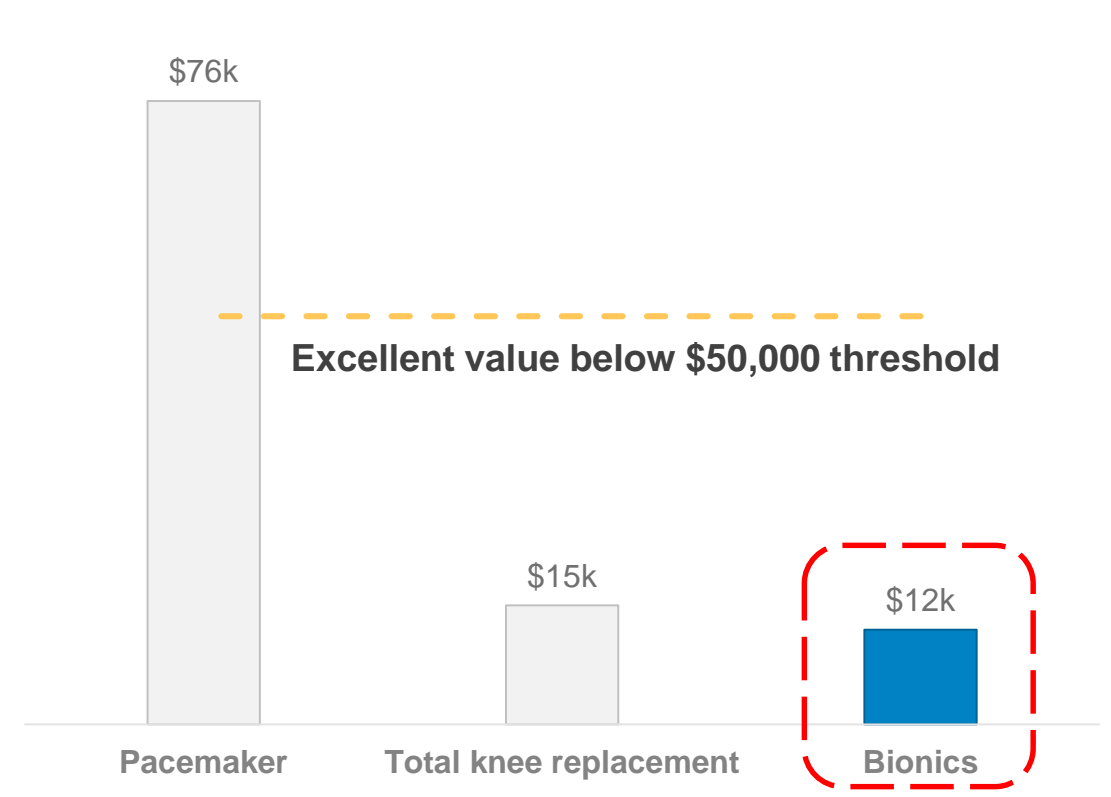 $76k
Excellent value below $50,000 threshold
$15k
$12k
Pacemaker
Total knee replacement
Bionics